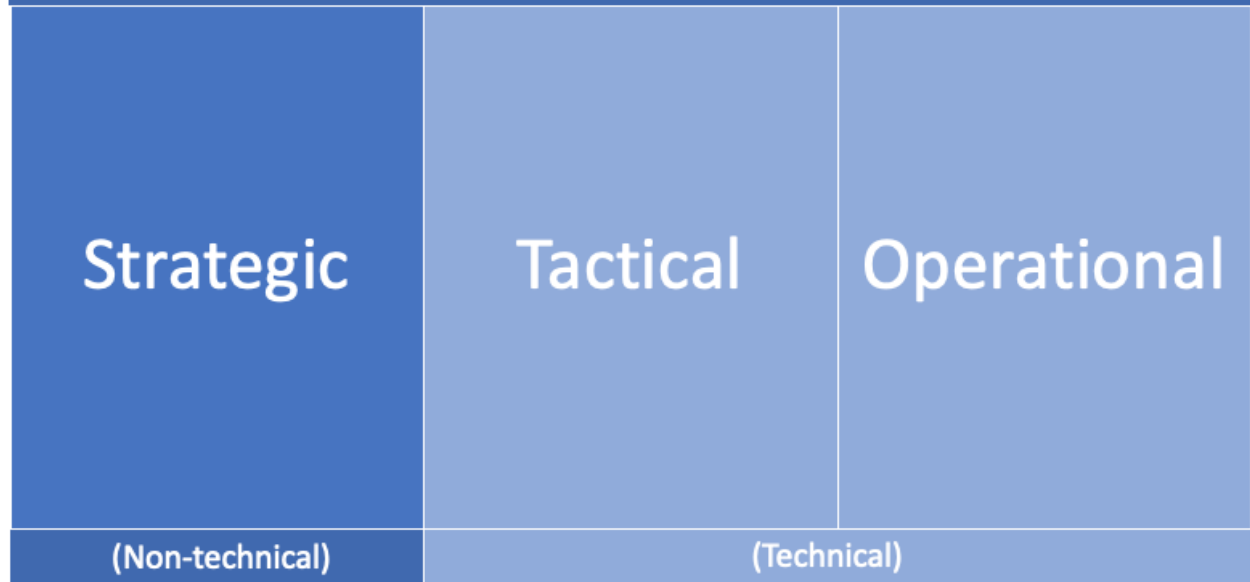 Strategic
Tactical
Operational
(Non-technical)
(Technical)